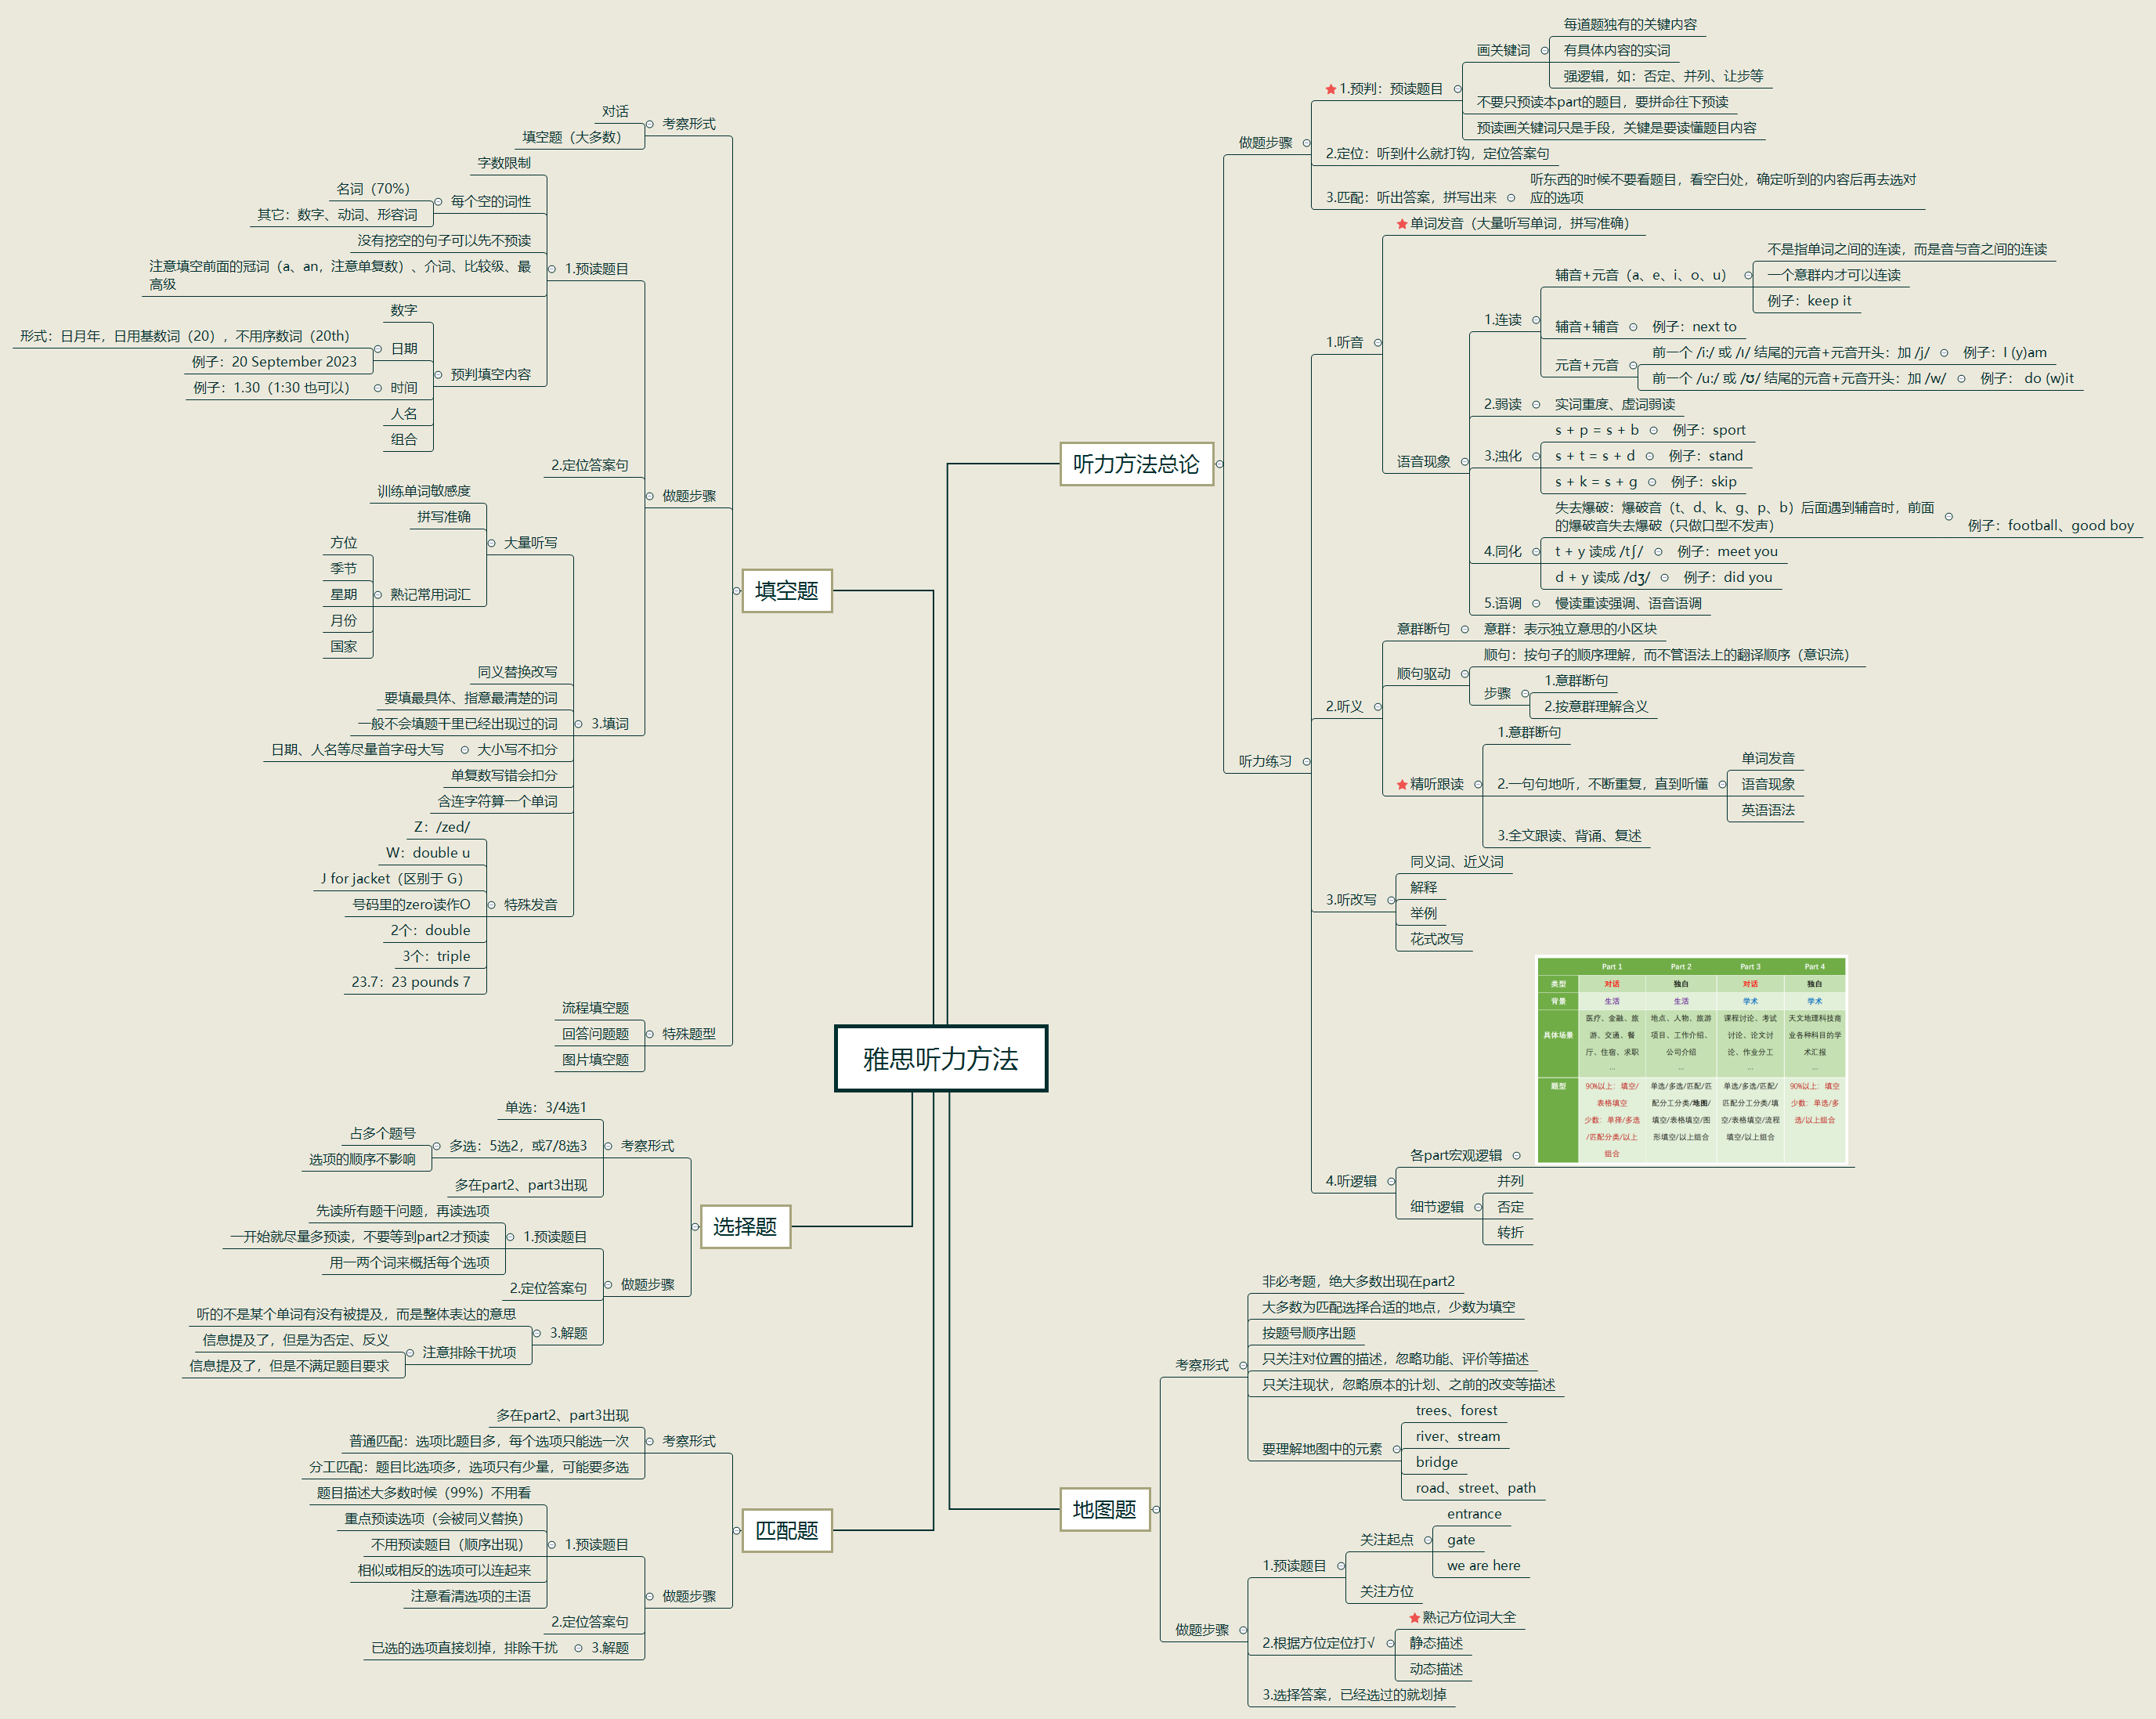 雅思听力方法
听力方法总论
做题步骤
★1.预判：预读题目
画关键词
每道题独有的关键内容
有具体内容的实词
强逻辑，如：否定、并列、让步等
不要只预读本part的题目，要拼命往下预读
预读画关键词只是手段，关键是要读懂题目内容
2.定位：听到什么就打钩，定位答案句
3.匹配：听出答案，拼写出来
听东西的时候不要看题目，看空白处，确定听到的内容后再去选对
应的选项
听力练习
1.听音
★单词发音（大量听写单词，拼写准确）
语音现象
1.连读
辅音+元音（a、e、i、o、u）
不是指单词之间的连读，而是音与音之间的连读
一个意群内才可以连读
例子：keep it
辅音+辅音
例子：next to
元音+元音
前一个 /i:/ 或 /ɪ/ 结尾的元音+元音开头：加 /j/
例子：I (y)am
前一个 /u:/ 或 /ʊ/ 结尾的元音+元音开头：加 /w/
例子： do (w)it
2.弱读
实词重度、虚词弱读
3.浊化
s + p = s + b
例子：sport
s + t = s + d
例子：stand
s + k = s + g
例子：skip
4.同化
失去爆破：爆破音（t、d、k、g、p、b）后面遇到辅音时，前面
的爆破音失去爆破（只做口型不发声）
例子：football、good boy
t + y 读成 /tʃ/
例子：meet you
d + y 读成 /dʒ/
例子：did you
5.语调
慢读重读强调、语音语调
2.听义
意群断句
意群：表示独立意思的小区块
顺句驱动
顺句：按句子的顺序理解，而不管语法上的翻译顺序（意识流）
步骤
1.意群断句
2.按意群理解含义
★精听跟读
1.意群断句
2.一句句地听，不断重复，直到听懂
单词发音
语音现象
英语语法
3.全文跟读、背诵、复述
3.听改写
同义词、近义词
解释
举例
花式改写
4.听逻辑
各part宏观逻辑
Part 1 Part 2 Part 3 Part 4
类型 对话 独白 对话 独白
背景 生活 生活 学术 学术
具体场景
医疗、金融、旅
游、交通、餐
厅、住宿、求职
...
地点、人物、旅游
项目、工作介绍、
公司介绍
...
课程讨论、考试
讨论、论文讨
论、作业分工
...
天文地理科技商
业各种科目的学
术汇报
...
题型
90%以上：填空/
表格填空
少数：单择/多选
/匹配分类/以上
组合
单选/多选/匹配/匹
配分工分类/地图/
填空/表格填空/图
形填空/以上组合
单选/多选/匹配/
匹配分工分类/填
空/表格填空/流程
填空/以上组合
90%以上：填空
少数：单选/多
选/以上组合
细节逻辑
并列
否定
转折
填空题
考察形式
对话
填空题（大多数）
做题步骤
1.预读题目
字数限制
每个空的词性
名词（70%）
其它：数字、动词、形容词
没有挖空的句子可以先不预读
注意填空前面的冠词（a、an，注意单复数）、介词、比较级、最
高级
预判填空内容
数字
日期
形式：日月年，日用基数词（20），不用序数词（20th）
例子：20 September 2023
时间
例子：1.30（1:30 也可以）
人名
组合
2.定位答案句
3.填词
大量听写
训练单词敏感度
拼写准确
熟记常用词汇
方位
季节
星期
月份
国家
同义替换改写
要填最具体、指意最清楚的词
一般不会填题干里已经出现过的词
大小写不扣分
日期、人名等尽量首字母大写
单复数写错会扣分
含连字符算一个单词
特殊发音
Z：/zed/
W：double u
J for jacket（区别于 G）
号码里的zero读作O
2个：double
3个：triple
23.7：23 pounds 7
特殊题型
流程填空题
回答问题题
图片填空题
选择题
考察形式
单选：3/4选1
多选：5选2，或7/8选3
占多个题号
选项的顺序不影响
多在part2、part3出现
做题步骤
1.预读题目
先读所有题干问题，再读选项
一开始就尽量多预读，不要等到part2才预读
用一两个词来概括每个选项
2.定位答案句
3.解题
听的不是某个单词有没有被提及，而是整体表达的意思
注意排除干扰项
信息提及了，但是为否定、反义
信息提及了，但是不满足题目要求
匹配题
考察形式
多在part2、part3出现
普通匹配：选项比题目多，每个选项只能选一次
分工匹配：题目比选项多，选项只有少量，可能要多选
做题步骤
1.预读题目
题目描述大多数时候（99%）不用看
重点预读选项（会被同义替换）
不用预读题目（顺序出现）
相似或相反的选项可以连起来
注意看清选项的主语
2.定位答案句
3.解题
已选的选项直接划掉，排除干扰
地图题
考察形式
非必考题，绝大多数出现在part2
大多数为匹配选择合适的地点，少数为填空
按题号顺序出题
只关注对位置的描述，忽略功能、评价等描述
只关注现状，忽略原本的计划、之前的改变等描述
要理解地图中的元素
trees、forest
river、stream
bridge
road、street、path
做题步骤
1.预读题目
关注起点
entrance
gate
we are here
关注方位
2.根据方位定位打√
★熟记方位词大全
静态描述
动态描述
3.选择答案，已经选过的就划掉